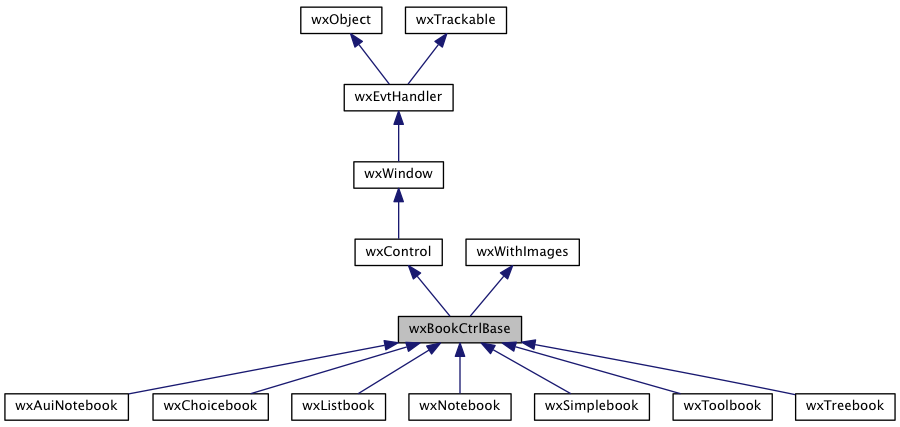 wxObject
wxTrackable
wxEvtHandler
wxWindow
wxControl
wxWithImages
wxBookCtrlBase
wxAuiNotebook
wxChoicebook
wxListbook
wxNotebook
wxSimplebook
wxToolbook
wxTreebook